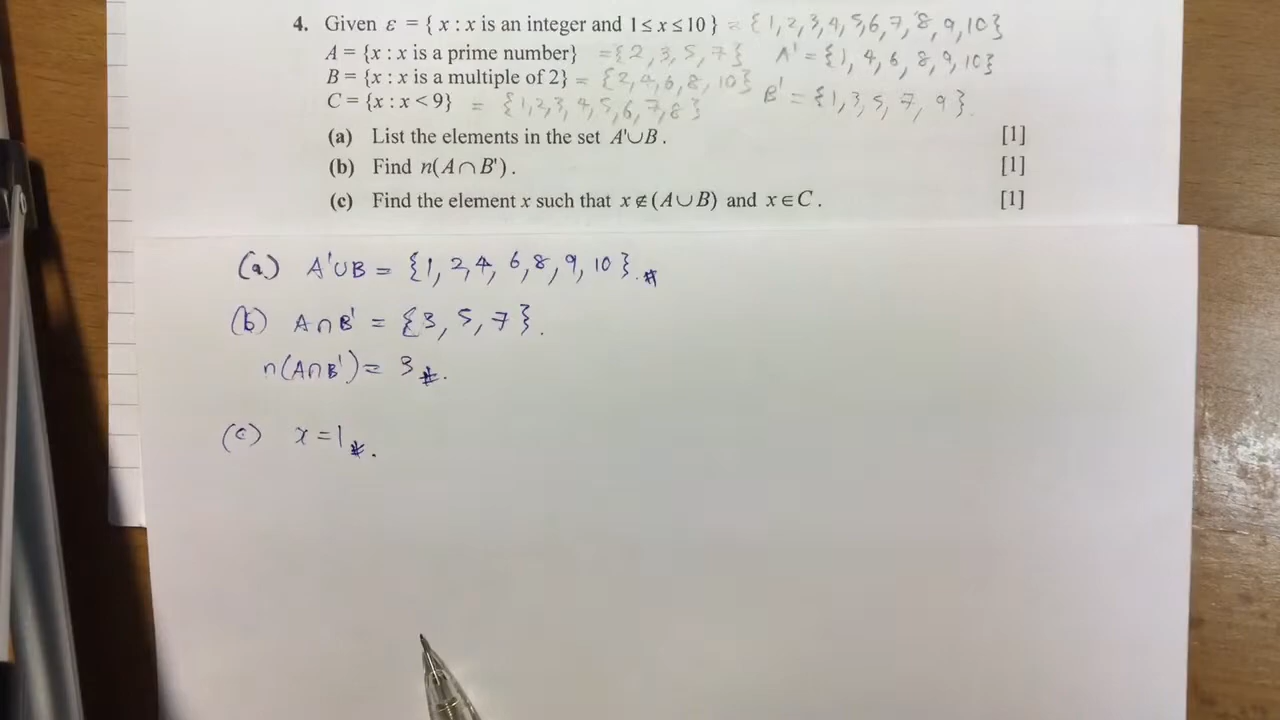 4. Given ε = { x : x is an integer and 1 ≤ x ≤ 10 } = {1,2,3,4,5,6,7,8,9,10}
A = {x : x is a prime number} = {2,3,5,7} A' = {1,4,6,8,9,10}
B = {x : x is a multiple of 2} = {2,4,6,8,10} B' = {1,3,5,7,9}.
C = {x : x < 9} = {1,2,3,4,5,6,7,8}
(a) List the elements in the set A'∪B. [1]
(b) Find n(A∩B'). [1]
(c) Find the element x such that x∉(A∪B) and x∈C. [1]
(a) A'∪B = {1,2,4,6,8,9,10}.#
(b) A∩B' = {3,5,7}.
n(A∩B') = 3#.
(c) x=1#.